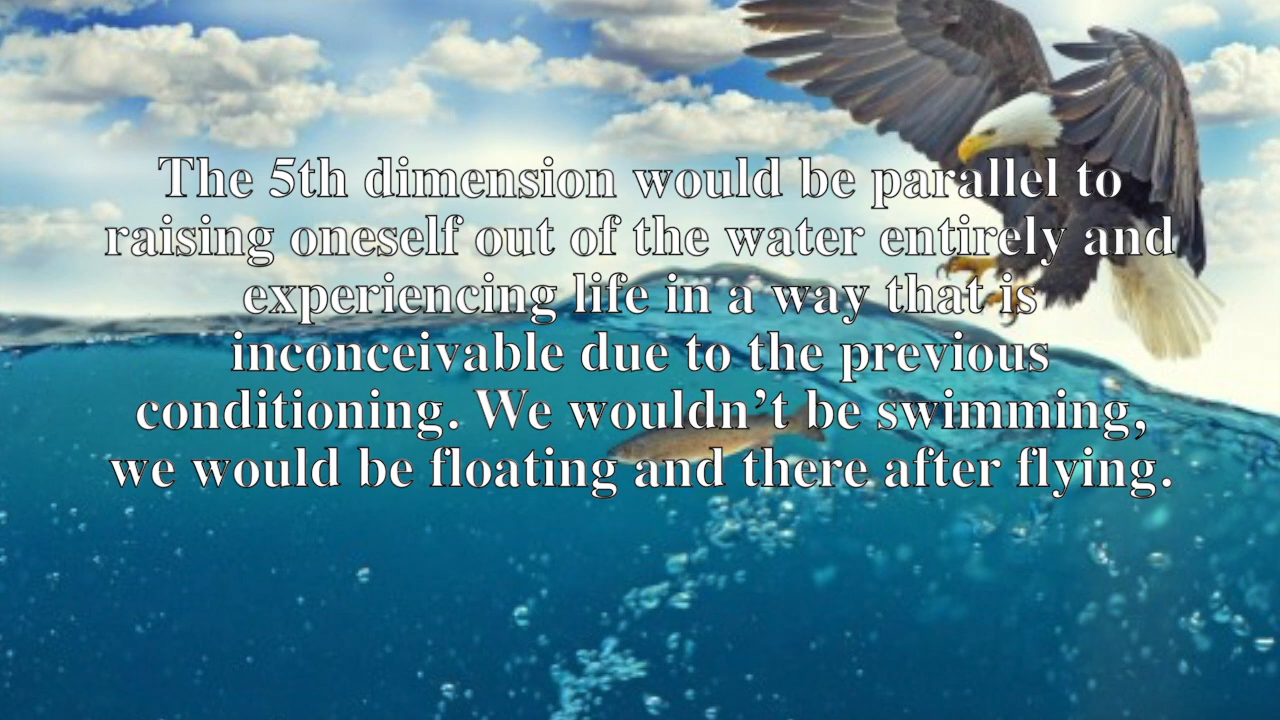 The 5th dimension would be parallel to
raising oneself out of the water entirely and
experiencing life in a way that is
inconceivable due to the previous
conditioning. We wouldn’t be swimming,
we would be floating and there after flying.